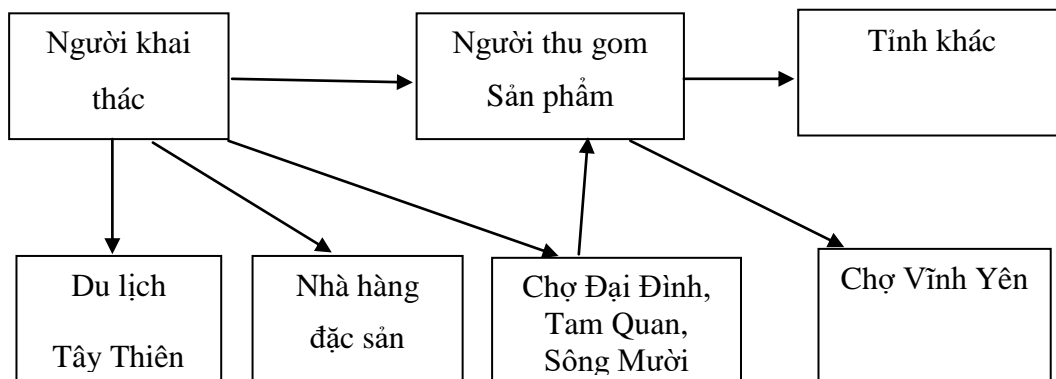 Người khai
thác
Người thu gom
Sản phẩm
Tỉnh khác
Du lịch
Tây Thiên
Nhà hàng
đặc sản
Chợ Đại Đình,
Tam Quan,
Sông Mười
Chợ Vĩnh Yên